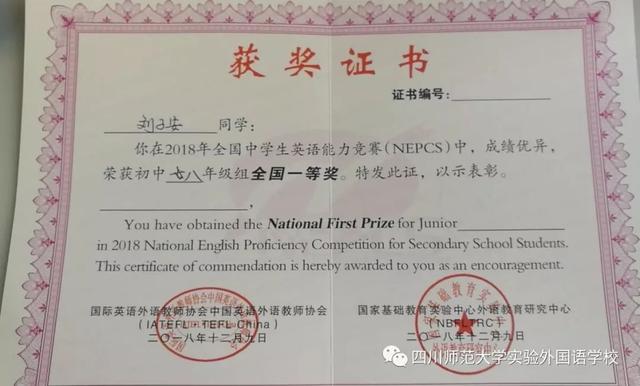 获奖证书
证书编号:
刘子安 同学:
你在2018年全国中学生英语能力竞赛(NEPCS)中,成绩优异,
荣获初中 七八 年级组全国一等奖。特发此证,以示表彰。
,
You have obtained the National First Prize for Junior
in 2018 National English Proficiency Competition for Secondary School Students.
This certificate of commendation is hereby awarded to you as an encouragement.
国际英语外语教师协会中国英语外语教师协会
(IATEFL, TEFL China)
二〇一八年十二月九日
国家基础教育实验中心外语教育研究中心
(NBFLTRC)
二〇一八年十二月九日
四川师范大学实验外国语学校